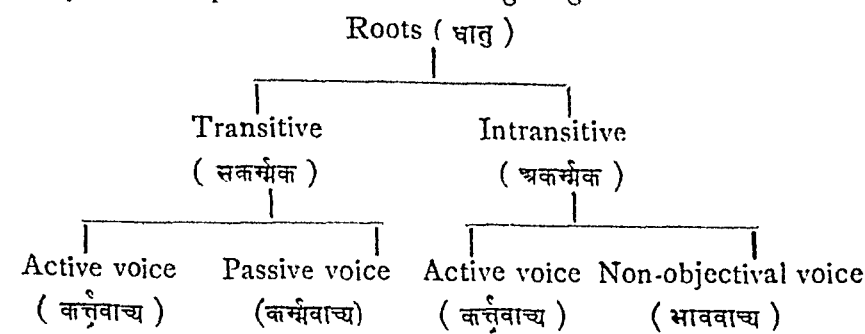 Roots ( धातु )
Transitive Intransitive
( सकर्म्मक ) ( अकर्म्मक )
Active voice Passive voice Active voice Non-objectival voice
( कर्त्तृवाच्य ) (कर्म्मवाच्य) ( कर्त्तृवाच्य ) ( भाववाच्य )